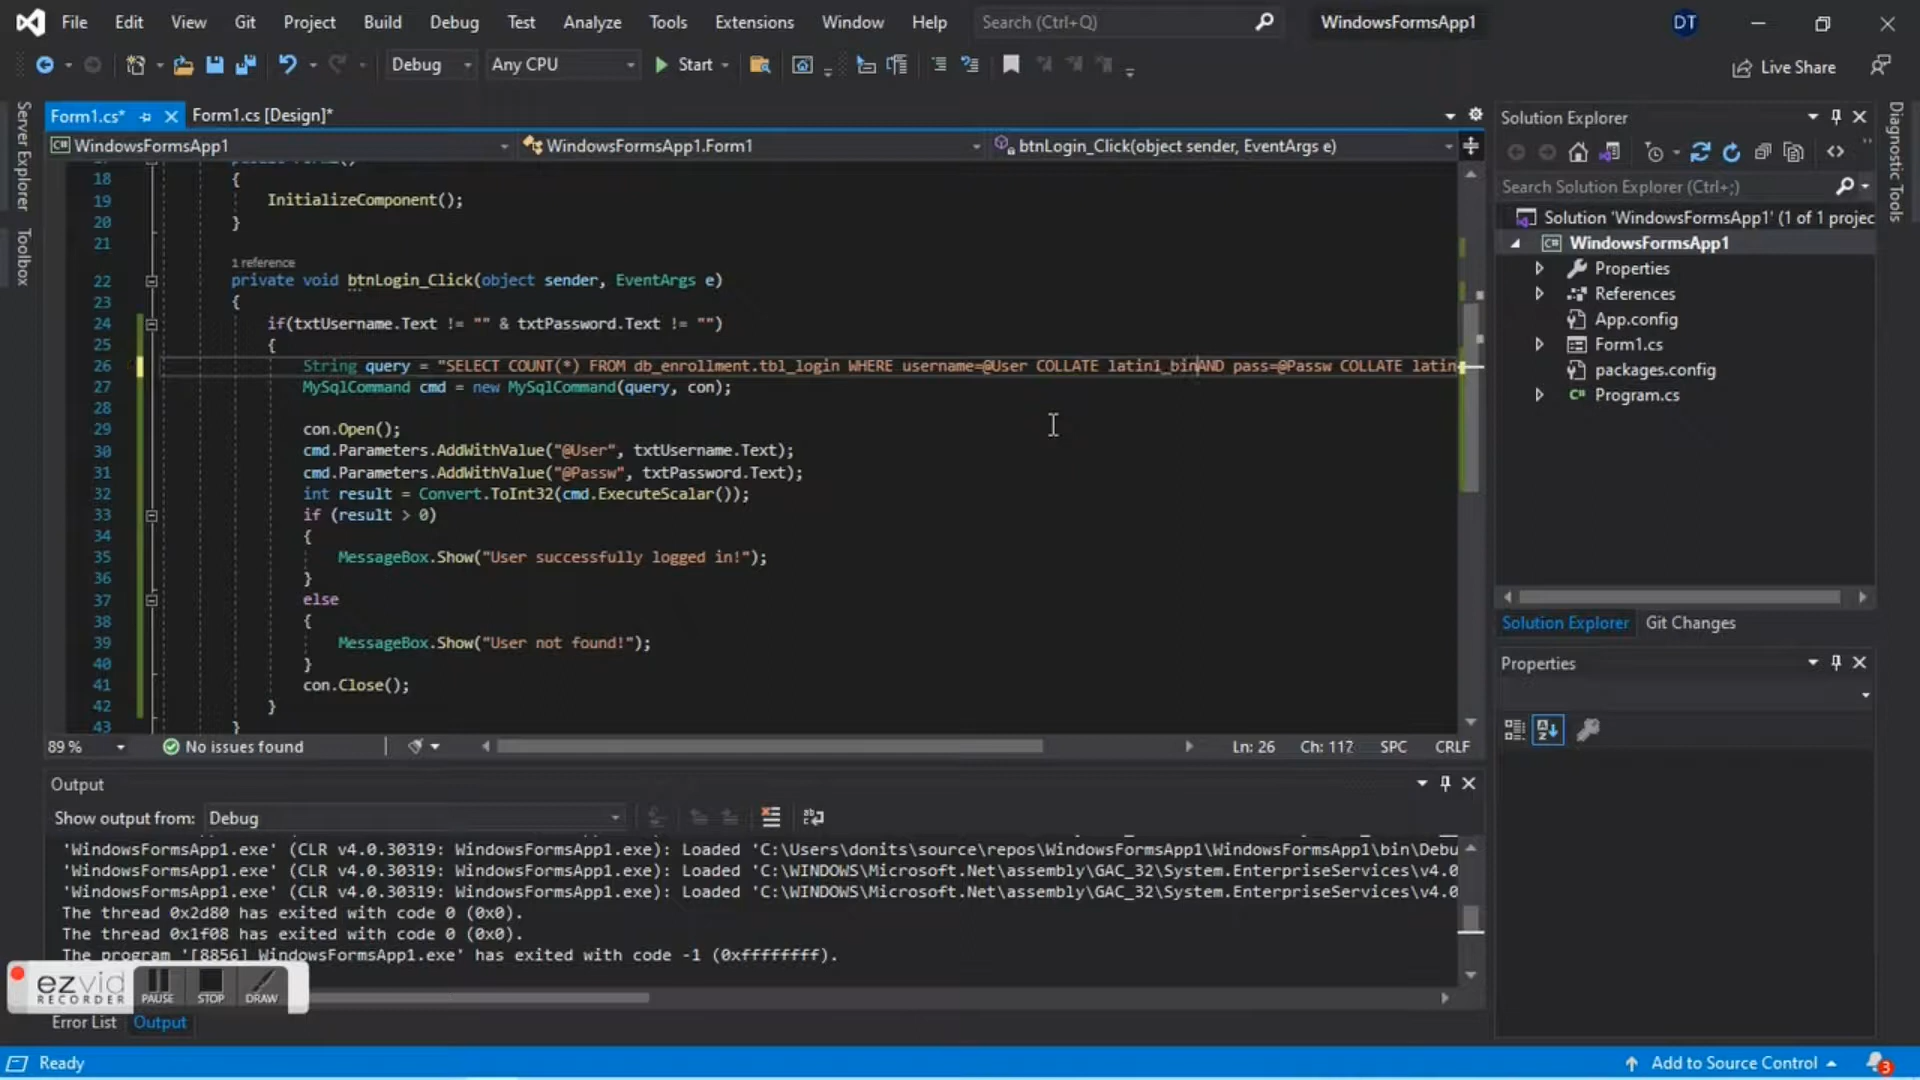 File Edit View Git Project Build Debug Test Analyze Tools Extensions Window Help Search (Ctrl+Q) WindowsFormsApp1 DT
Debug Any CPU Start Live Share
Form1.cs* Form1.cs [Design]*
WindowsFormsApp1 WindowsFormsApp1.Form1 btnLogin_Click(object sender, EventArgs e)
18 {
19 InitializeComponent();
20 }
21
1 reference
22 private void btnLogin_Click(object sender, EventArgs e)
23 {
24 if(txtUsername.Text != "" & txtPassword.Text != "")
25 {
26 String query = "SELECT COUNT(*) FROM db_enrollment.tbl_login WHERE username=@User COLLATE latin1_binAND pass=@Passw COLLATE latin
27 MySqlCommand cmd = new MySqlCommand(query, con);
28
29 con.Open();
30 cmd.Parameters.AddWithValue("@User", txtUsername.Text);
31 cmd.Parameters.AddWithValue("@Passw", txtPassword.Text);
32 int result = Convert.ToInt32(cmd.ExecuteScalar());
33 if (result > 0)
34 {
35 MessageBox.Show("User successfully logged in!");
36 }
37 else
38 {
39 MessageBox.Show("User not found!");
40 }
41 con.Close();
42 }
43 }
89 % No issues found Ln: 26 Ch: 117 SPC CRLF
Output
Show output from: Debug
'WindowsFormsApp1.exe' (CLR v4.0.30319: WindowsFormsApp1.exe): Loaded 'C:\Users\donits\source\repos\WindowsFormsApp1\WindowsFormsApp1\bin\Debu
'WindowsFormsApp1.exe' (CLR v4.0.30319: WindowsFormsApp1.exe): Loaded 'C:\WINDOWS\Microsoft.Net\assembly\GAC_32\System.EnterpriseServices\v4.0
'WindowsFormsApp1.exe' (CLR v4.0.30319: WindowsFormsApp1.exe): Loaded 'C:\WINDOWS\Microsoft.Net\assembly\GAC_32\System.EnterpriseServices\v4.0
The thread 0x2d80 has exited with code 0 (0x0).
The thread 0x1f08 has exited with code 0 (0x0).
The program '[8856] WindowsFormsApp1.exe' has exited with code -1 (0xffffffff).
ezvid
RECORDER PAUSE STOP DRAW
Error List Output
Ready Add to Source Control 3
Server Explorer
Toolbox
Solution Explorer
Search Solution Explorer (Ctrl+;)
Solution 'WindowsFormsApp1' (1 of 1 projec
WindowsFormsApp1
Properties
References
App.config
Form1.cs
packages.config
Program.cs
Solution Explorer Git Changes
Properties
Diagnostic Tools